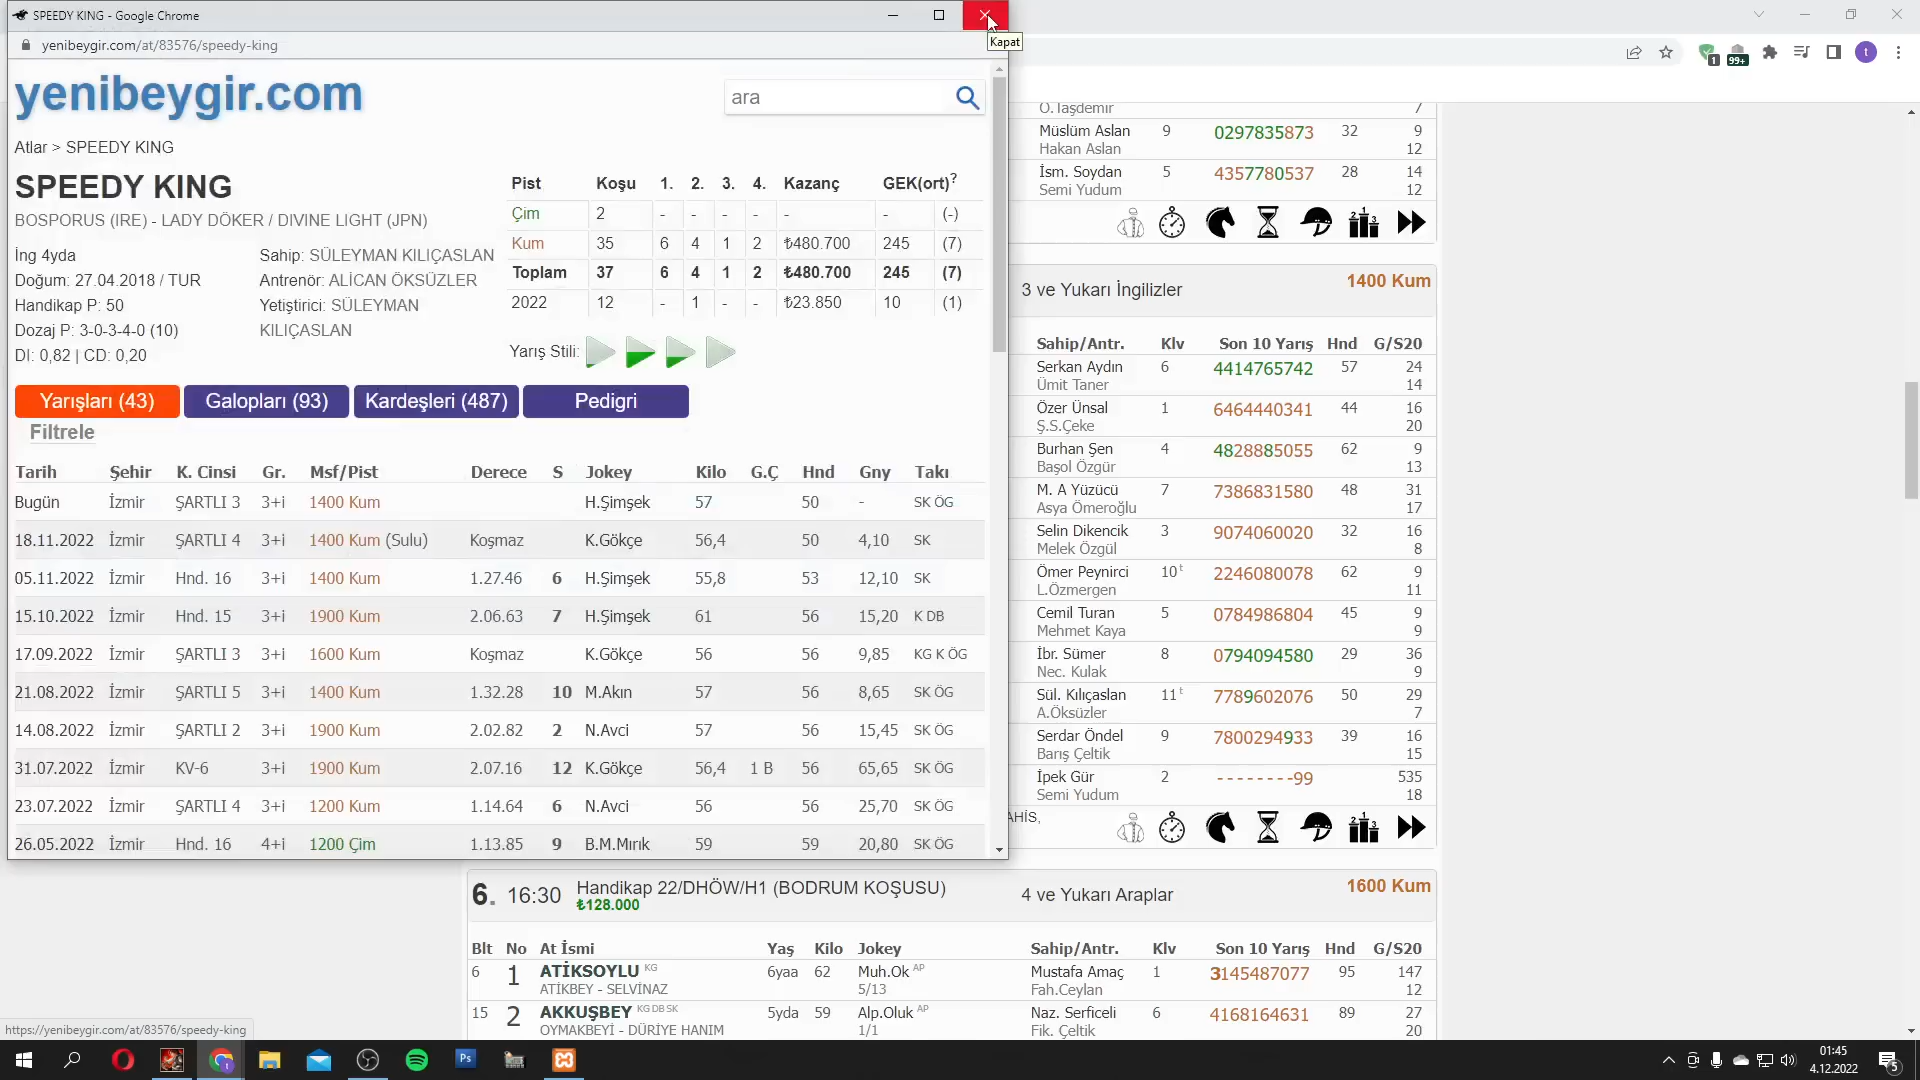 SPEEDY KING - Google Chrome
Kapat
yenibeygir.com/at/83576/speedy-king
1
99+
t
yenibeygir.com
ara
Atlar > SPEEDY KING
SPEEDY KING
BOSPORUS (IRE) - LADY DÖKER / DIVINE LIGHT (JPN)
İng 4yda
Doğum: 27.04.2018 / TUR
Handikap P: 50
Dozaj P: 3-0-3-4-0 (10)
DI: 0,82 | CD: 0,20
Sahip: SÜLEYMAN KILIÇASLAN
Antrenör: ALİCAN ÖKSÜZLER
Yetiştirici: SÜLEYMAN
KILIÇASLAN
Pist Koşu 1. 2. 3. 4. Kazanç GEK(ort)?
Çim 2 - - - - - - (-)
Kum 35 6 4 1 2 ₺480.700 245 (7)
Toplam 37 6 4 1 2 ₺480.700 245 (7)
2022 12 - 1 - - ₺23.850 10 (1)
Yarış Stili:
Yarışları (43) Galopları (93) Kardeşleri (487) Pedigri
Filtrele
Tarih Şehir K. Cinsi Gr. Msf/Pist Derece S Jokey Kilo G.Ç Hnd Gny Takı
Bugün İzmir ŞARTLI 3 3+i 1400 Kum H.Şimşek 57 50 - SK ÖG
18.11.2022 İzmir ŞARTLI 4 3+i 1400 Kum (Sulu) Koşmaz K.Gökçe 56,4 50 4,10 SK
05.11.2022 İzmir Hnd. 16 3+i 1400 Kum 1.27.46 6 H.Şimşek 55,8 53 12,10 SK
15.10.2022 İzmir Hnd. 15 3+i 1900 Kum 2.06.63 7 H.Şimşek 61 56 15,20 K DB
17.09.2022 İzmir ŞARTLI 3 3+i 1600 Kum Koşmaz K.Gökçe 56 56 9,85 KG K ÖG
21.08.2022 İzmir ŞARTLI 5 3+i 1400 Kum 1.32.28 10 M.Akın 57 56 8,65 SK ÖG
14.08.2022 İzmir ŞARTLI 2 3+i 1900 Kum 2.02.82 2 N.Avci 57 56 15,45 SK ÖG
31.07.2022 İzmir KV-6 3+i 1900 Kum 2.07.16 12 K.Gökçe 56,4 1 B 56 65,65 SK ÖG
23.07.2022 İzmir ŞARTLI 4 3+i 1200 Kum 1.14.64 6 N.Avci 56 56 25,70 SK ÖG
26.05.2022 İzmir Hnd. 16 4+i 1200 Çim 1.13.85 9 B.M.Mırık 59 59 20,80 SK ÖG
O.Taşdemir 7
Müslüm Aslan 9 0297835873 32 9
Hakan Aslan 12
İsm. Soydan 5 4357780537 28 14
Semi Yudum 12
3 ve Yukarı İngilizler 1400 Kum
Sahip/Antr. Klv Son 10 Yarış Hnd G/S20
Serkan Aydın 6 4414765742 57 24
Ümit Taner 14
Özer Ünsal 1 6464440341 44 16
Ş.S.Çeke 20
Burhan Şen 4 4828885055 62 9
Başol Özgür 13
M. A Yüzücü 7 7386831580 48 31
Asya Ömeroğlu 17
Selin Dikencik 3 9074060020 32 16
Melek Özgül 8
Ömer Peynirci 10 t 2246080078 62 9
L.Özmergen 11
Cemil Turan 5 0784986804 45 9
Mehmet Kaya 9
İbr. Sümer 8 0794094580 29 36
Nec. Kulak 9
Sül. Kılıçaslan 11 t 7789602076 50 29
A.Öksüzler 7
Serdar Öndel 9 7800294933 39 16
Barış Çeltik 15
İpek Gür 2 --------99 535
Semi Yudum 18
AHİS,
6. 16:30 Handikap 22/DHÖW/H1 (BODRUM KOŞUSU) 4 ve Yukarı Araplar 1600 Kum
₺128.000
Blt No At İsmi Yaş Kilo Jokey Sahip/Antr. Klv Son 10 Yarış Hnd G/S20
6 1 ATİKSOYLU KG 6yaa 62 Muh.Ok AP Mustafa Amaç 1 3145487077 95 147
ATİKBEY - SELVİNAZ 5/13 Fah.Ceylan 12
15 2 AKKUŞBEY KG DB SK 5yda 59 Alp.Oluk AP Naz. Serficeli 6 4168164631 89 27
OYMAKBEYİ - DÜRİYE HANIM 1/1 Fik. Çeltik 20
https://yenibeygir.com/at/83576/speedy-king
Ps
01:45
4.12.2022
5